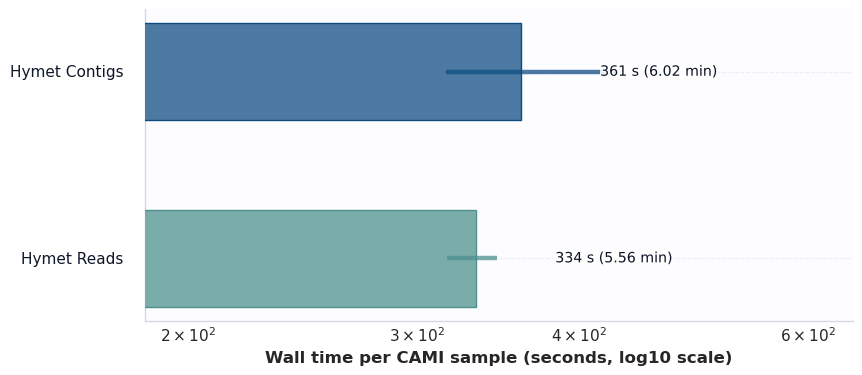 Hymet Contigs
361 s (6.02 min)
Hymet Reads
334 s (5.56 min)
2 × 10² 3 × 10² 4 × 10² 6 × 10²
Wall time per CAMI sample (seconds, log10 scale)